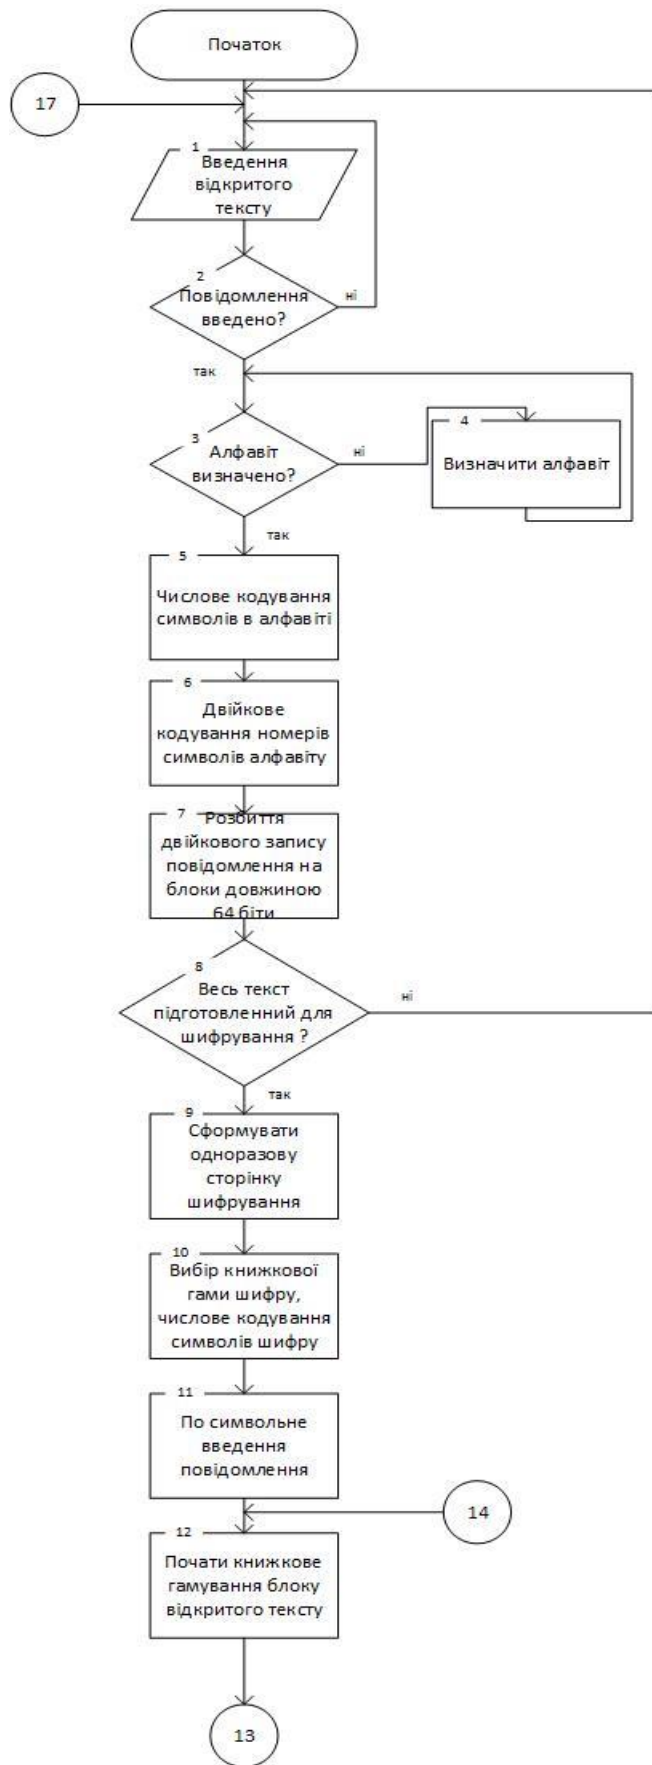 Початок
17
1
Введення
відкритого
тексту
2
Повідомлення
введено?
ні
так
3
Алфавіт
визначено?
ні
4
Визначити алфавіт
так
5
Числове кодування
символів в алфавіті
6
Двійкове
кодування номерів
символів алфавіту
7
Розбиття
двійкового запису
повідомлення на
блоки довжиною
64 біти
8
Весь текст
підготовленний для
шифрування ?
ні
так
9
Сформувати
одноразову
сторінку
шифрування
10
Вибір книжкової
гами шифру,
числове кодування
символів шифру
11
По символьне
введення
повідомлення
14
12
Почати книжкове
гамування блоку
відкритого тексту
13